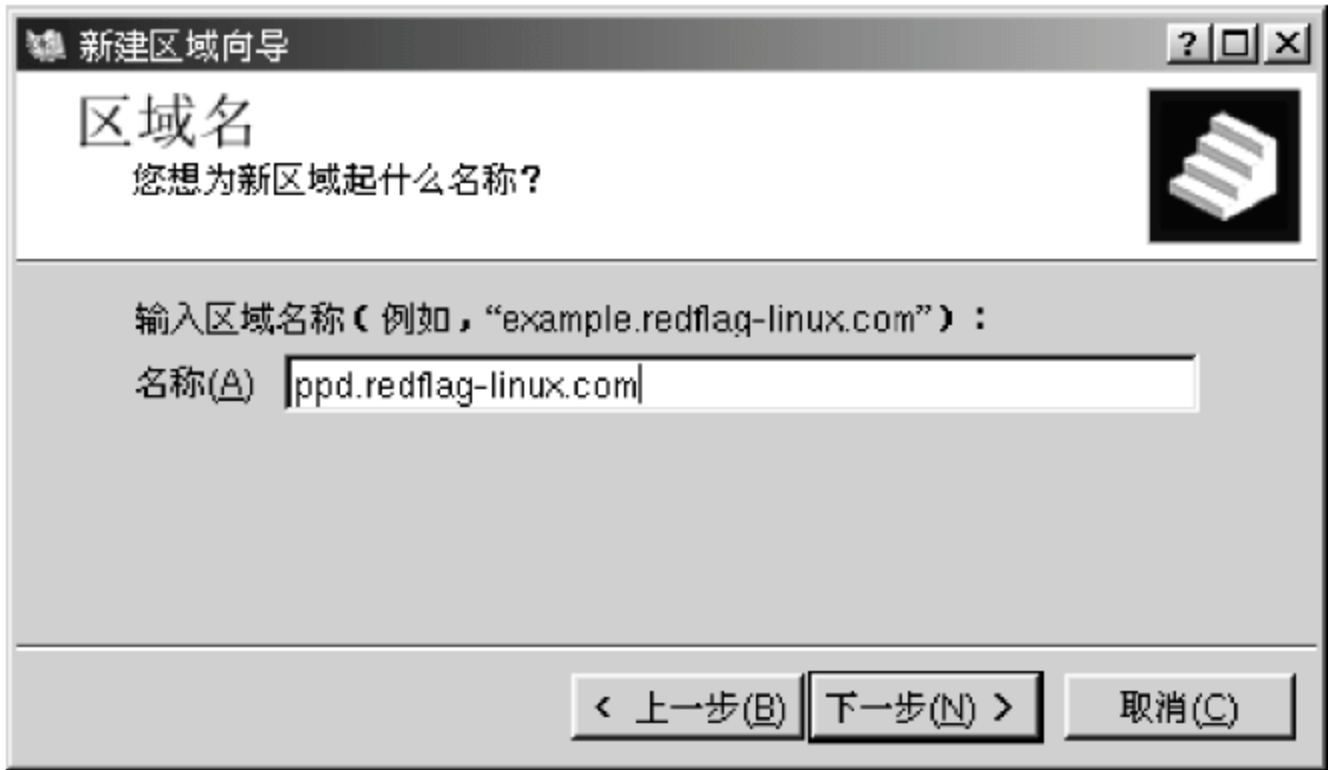 新建区域向导
区域名
您想为新区域起什么名称?
输入区域名称(例如,“example.redflag-linux.com”):
名称(A) ppd.redflag-linux.com
< 上一步(B) 下一步(N) > 取消(C)